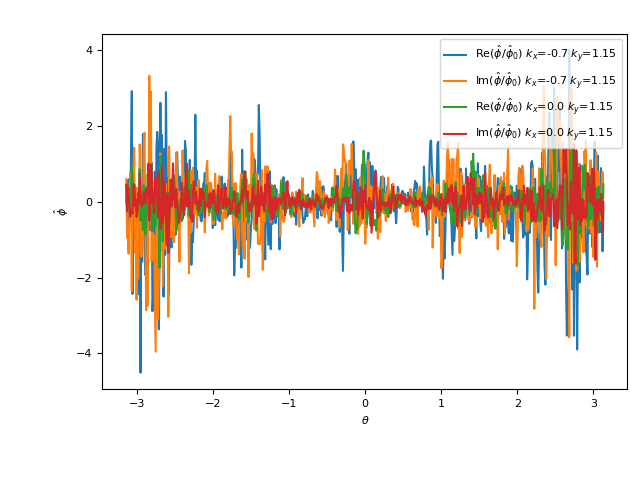 4
2
0
−2
−4
ϕ̂
Re(ϕ̂/ϕ̂₀) kₓ=-0.7 k_y=1.15
Im(ϕ̂/ϕ̂₀) kₓ=-0.7 k_y=1.15
Re(ϕ̂/ϕ̂₀) kₓ=0.0 k_y=1.15
Im(ϕ̂/ϕ̂₀) kₓ=0.0 k_y=1.15
−3 −2 −1 0 1 2 3
θ